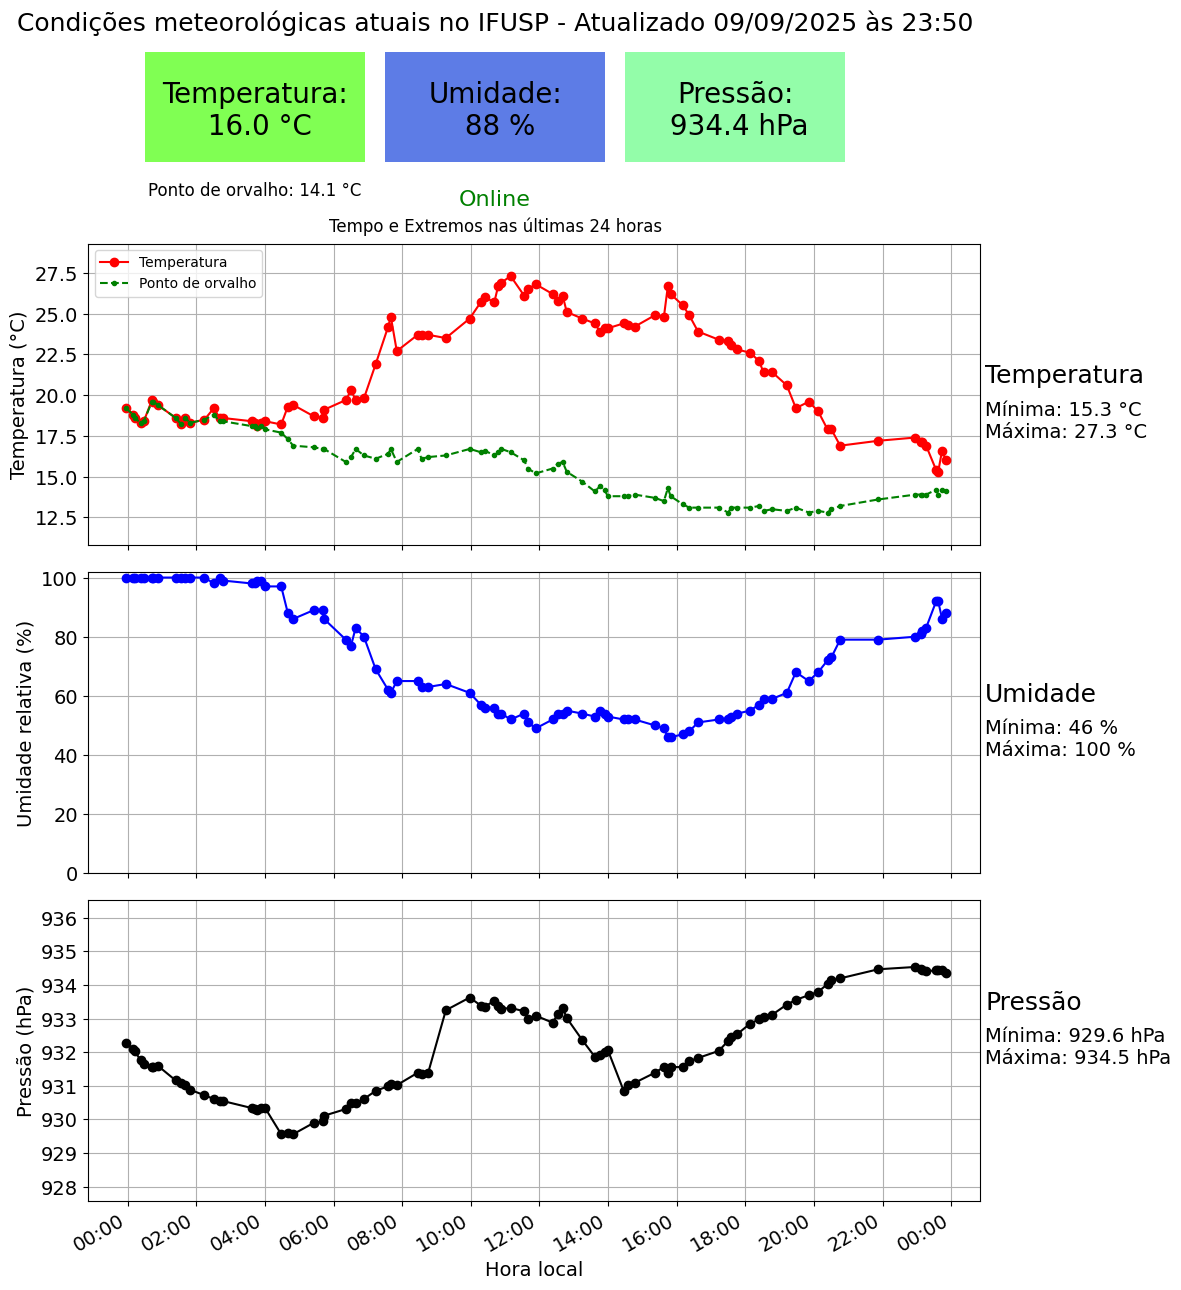 Condições meteorológicas atuais no IFUSP - Atualizado 09/09/2025 às 23:50
Temperatura:
16.0 °C
Umidade:
88 %
Pressão:
934.4 hPa
Ponto de orvalho: 14.1 °C
Online
Tempo e Extremos nas últimas 24 horas
Temperatura
Ponto de orvalho
Temperatura (°C)
27.5
25.0
22.5
20.0
17.5
15.0
12.5
Temperatura
Mínima: 15.3 °C
Máxima: 27.3 °C
Umidade relativa (%)
100
80
60
40
20
0
Umidade
Mínima: 46 %
Máxima: 100 %
Pressão (hPa)
936
935
934
933
932
931
930
929
928
Pressão
Mínima: 929.6 hPa
Máxima: 934.5 hPa
00:00 02:00 04:00 06:00 08:00 10:00 12:00 14:00 16:00 18:00 20:00 22:00 00:00
Hora local